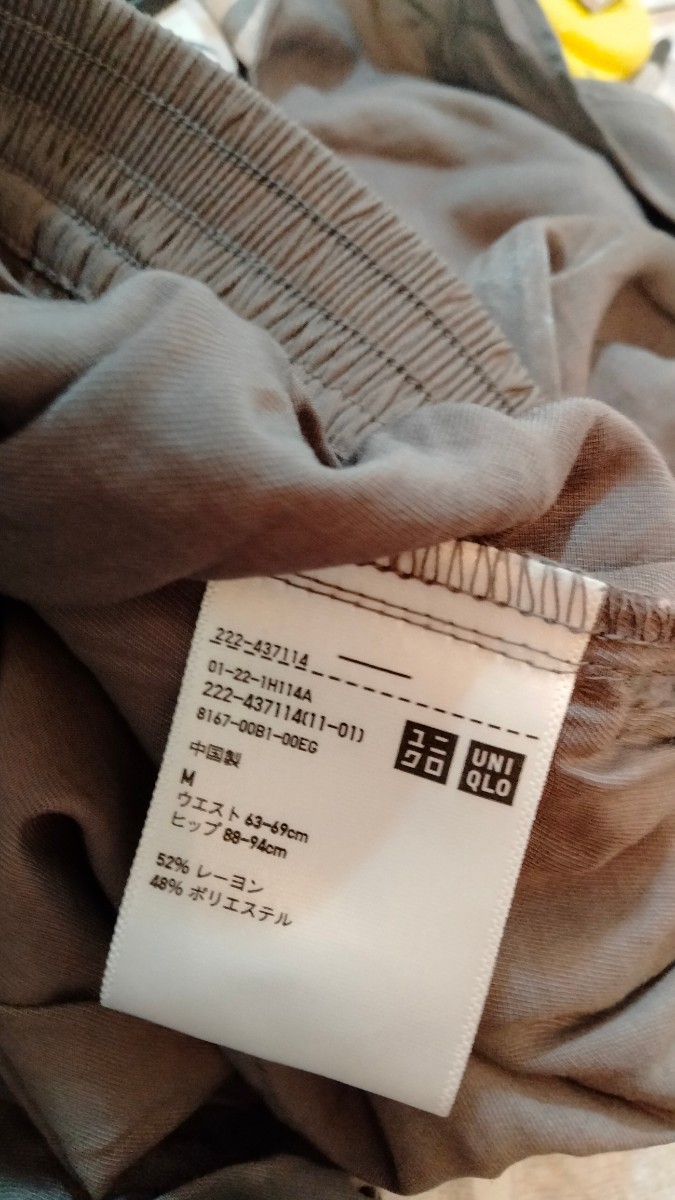 222-437114
01-22-1H114A
222-437114(11-01)
8167-00B1-00EG
中国製
M
ウエスト 63-69cm
ヒップ 88-94cm
52% レーヨン
48% ポリエステル
ユニ
クロ
UNI
QLO